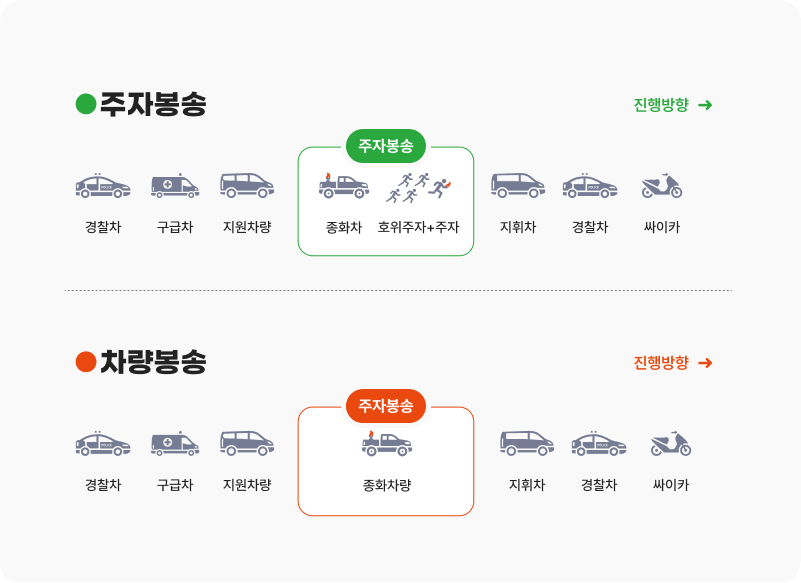 주자봉송
진행방향
주자봉송
경찰차 구급차 지원차량 종화차 호위주자+주자 지휘차 경찰차 싸이카
차량봉송
진행방향
주자봉송
경찰차 구급차 지원차량 종화차량 지휘차 경찰차 싸이카